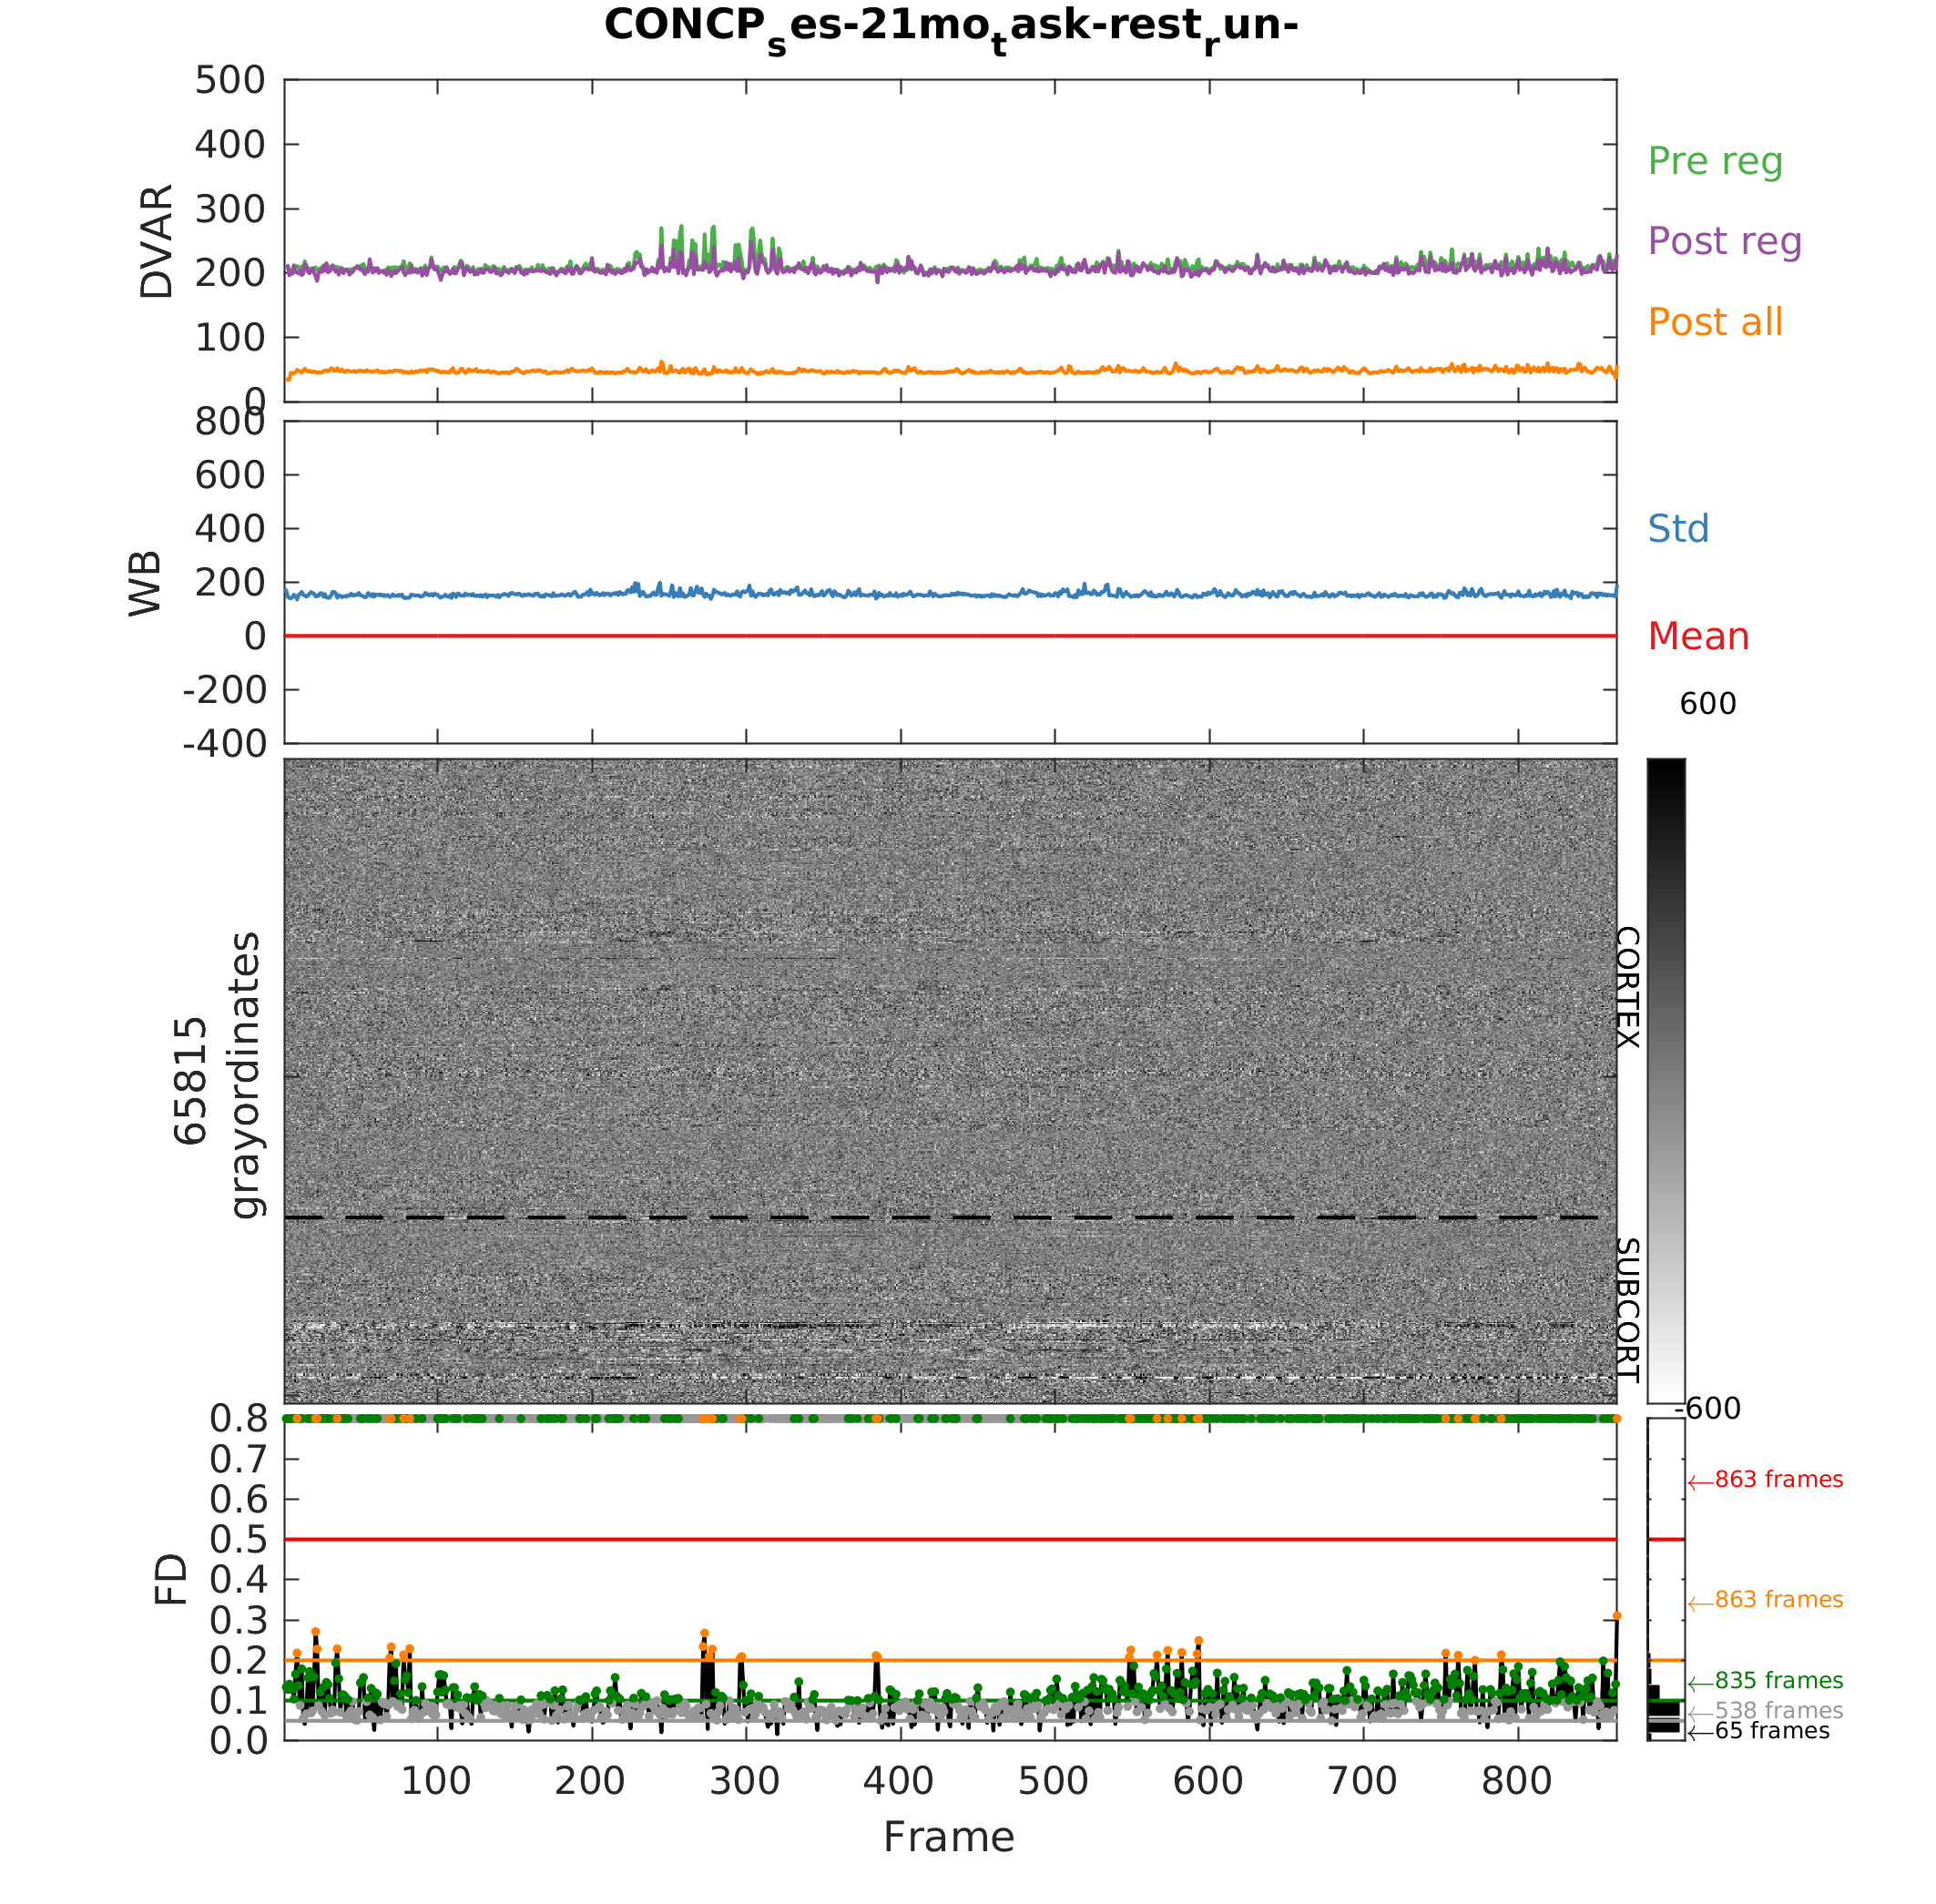 CONCPses-21motask-restrun-
500
400
300
200
100
0
DVAR
Pre reg
Post reg
Post all
800
600
400
200
0
-200
-400
WB
Std
Mean
600
65815
grayordinates
CORTEX
SUBCORT
-600
0.8
0.7
0.6
0.5
0.4
0.3
0.2
0.1
0.0
FD
←863 frames
←863 frames
←835 frames
←538 frames
←65 frames
100 200 300 400 500 600 700 800
Frame